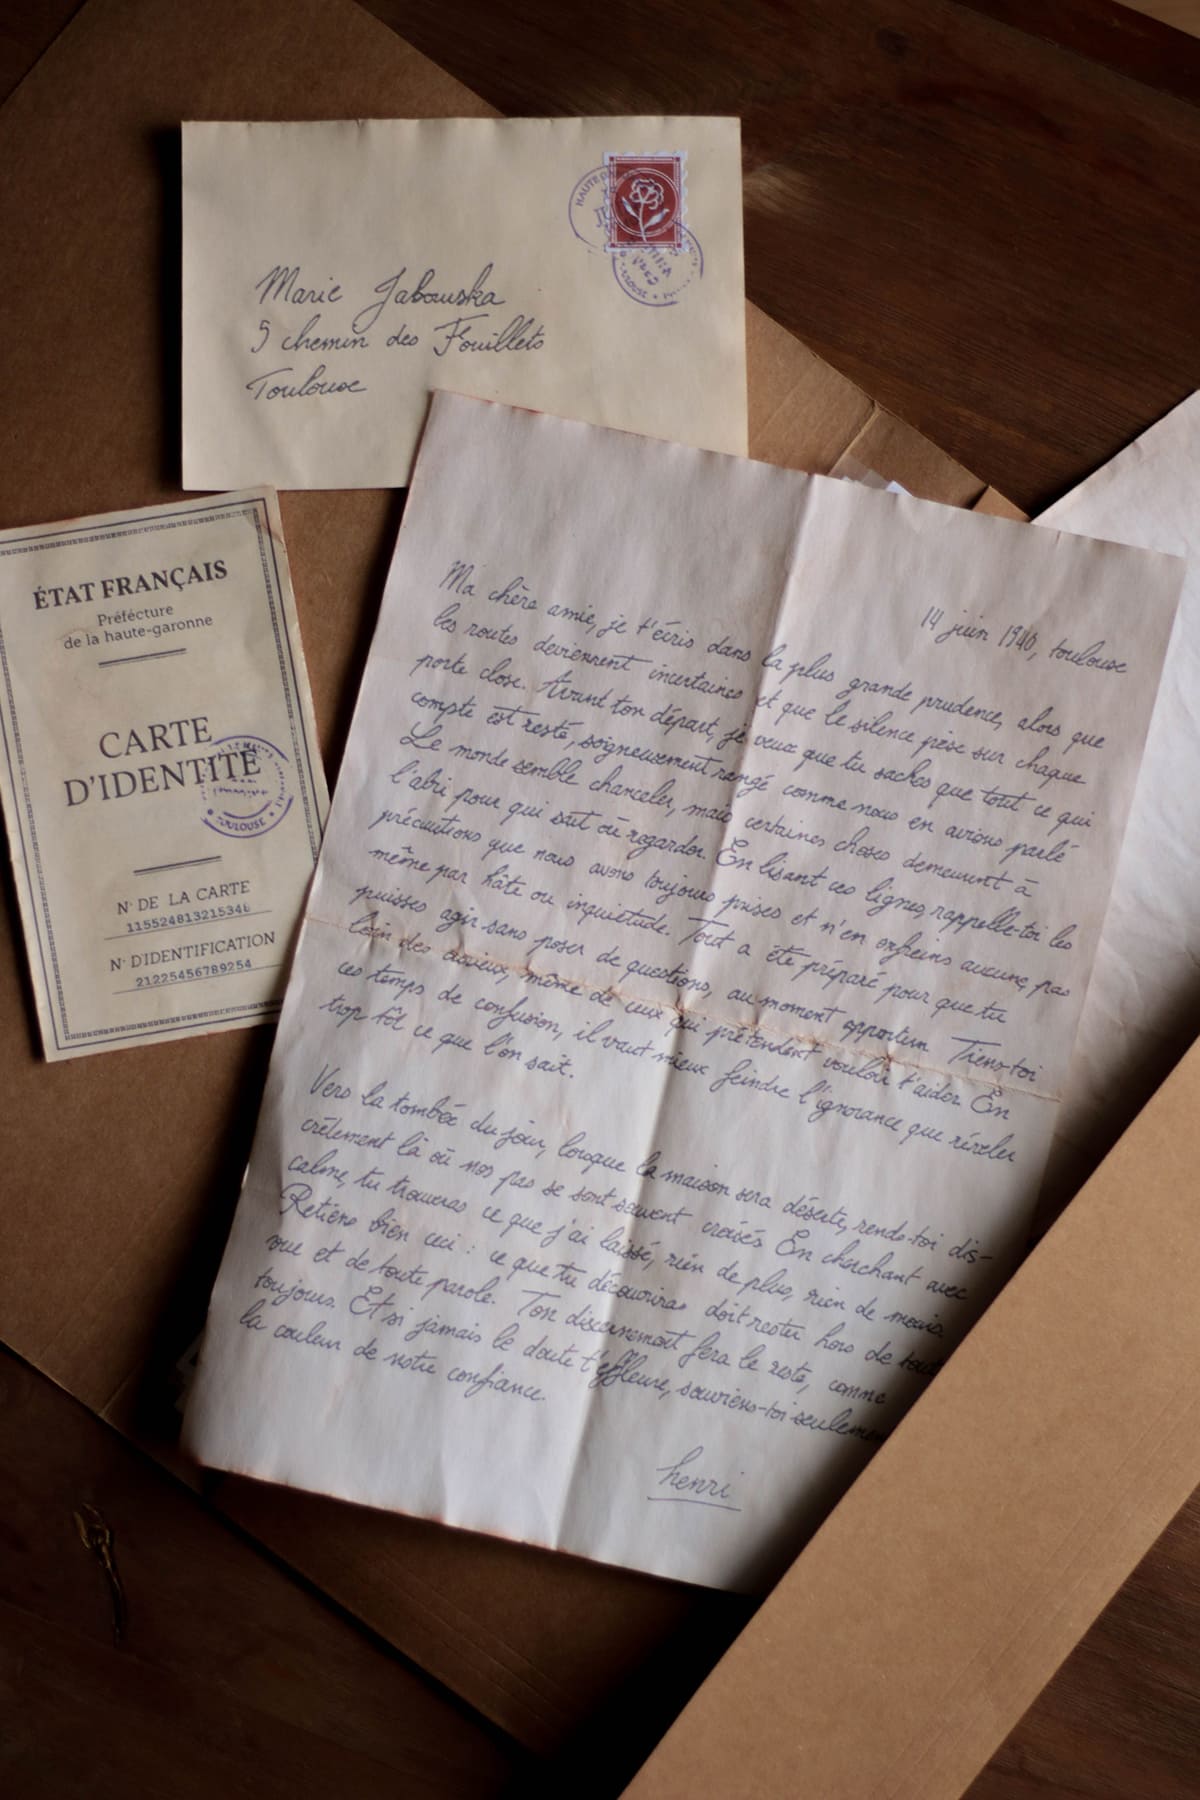 Marie Jabouska
5 chemin des Fouillets
Toulouse
HAUTE
TOULOUSE
ÉTAT FRANÇAIS
Préfécture
de la haute-garonne
CARTE
D'IDENTITÉ
TOULOUSE
N° DE LA CARTE
115524813215346
N° D'IDENTIFICATION
21225456789254
14 juin 1940, toulouse
Ma chère amie, je t'écris dans la plus grande prudence, alors que
les routes deviennent incertaines et que le silence pèse sur chaque
porte close. Avant ton départ, je veux que tu saches que tout ce qui
compte est resté, soigneusement rangé comme nous en avions parlé
Le monde semble chanceler, mais certaines choses demeurent à
l'abri pour qui sait où regarder. En lisant ces lignes, rappelle-toi les
précautions que nous avons toujours prises et n'en enfreins aucune, pas
même par hâte ou inquiétude. Tout a été préparé pour que tu
puisses agir sans poser de questions, au moment opportun. Tiens-toi
loin des curieux, même de ceux qui prétendent vouloir t'aider. En
ces temps de confusion, il vaut mieux feindre l'ignorance que révéler
trop tôt ce que l'on sait.
Vers la tombée du jour, lorsque la maison sera déserte, rends-toi dis-
crètement là où nos pas se sont souvent croisés. En cherchant avec
calme, tu trouveras ce que j'ai laissé, rien de plus, rien de moins.
Retiens bien ceci : ce que tu découvriras doit rester hors de tout
vue et de toute parole. Ton discernement fera le reste, comme
toujours. Et si jamais le doute t'effleure, souviens-toi seulemen
la couleur de notre confiance.
henri